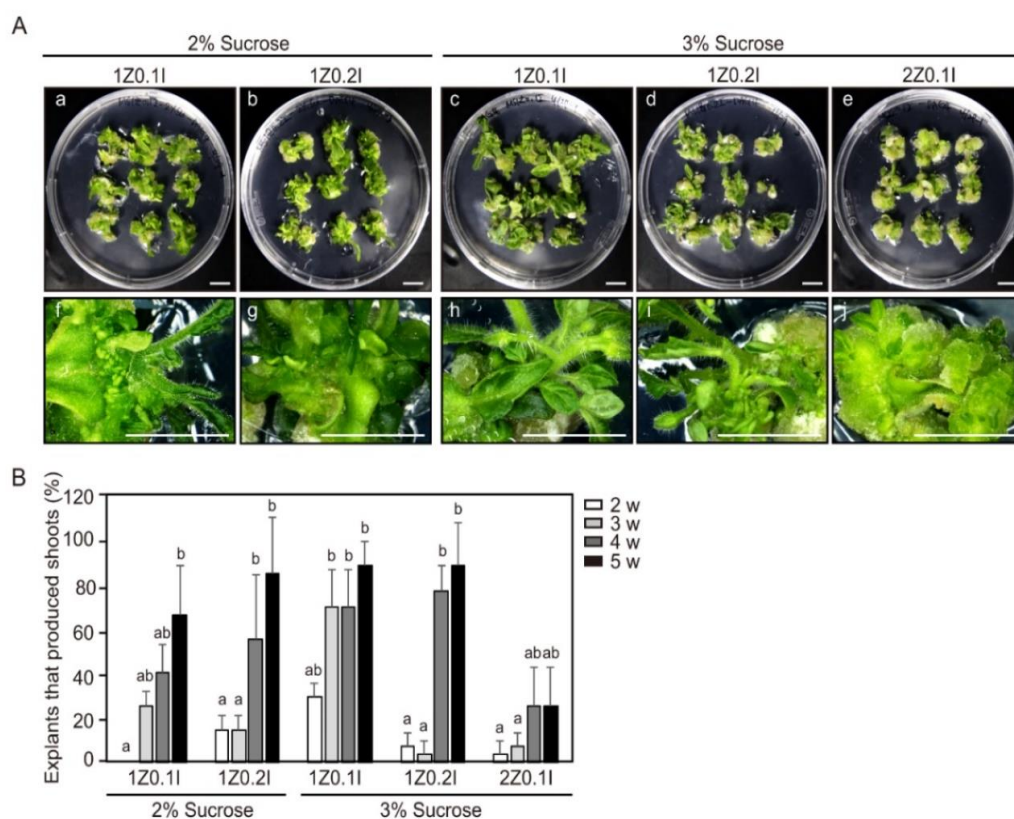 A
2% Sucrose 3% Sucrose
1Z0.1I 1Z0.2I 1Z0.1I 1Z0.2I 2Z0.1I
a b c d e
f g h i j
B
Explants that produced shoots (%)
120
100
80
60
40
20
0
a ab ab b
a a b b
ab b b b
a a b b
a a ab ab
2 w
3 w
4 w
5 w
1Z0.1I 1Z0.2I 1Z0.1I 1Z0.2I 2Z0.1I
2% Sucrose 3% Sucrose